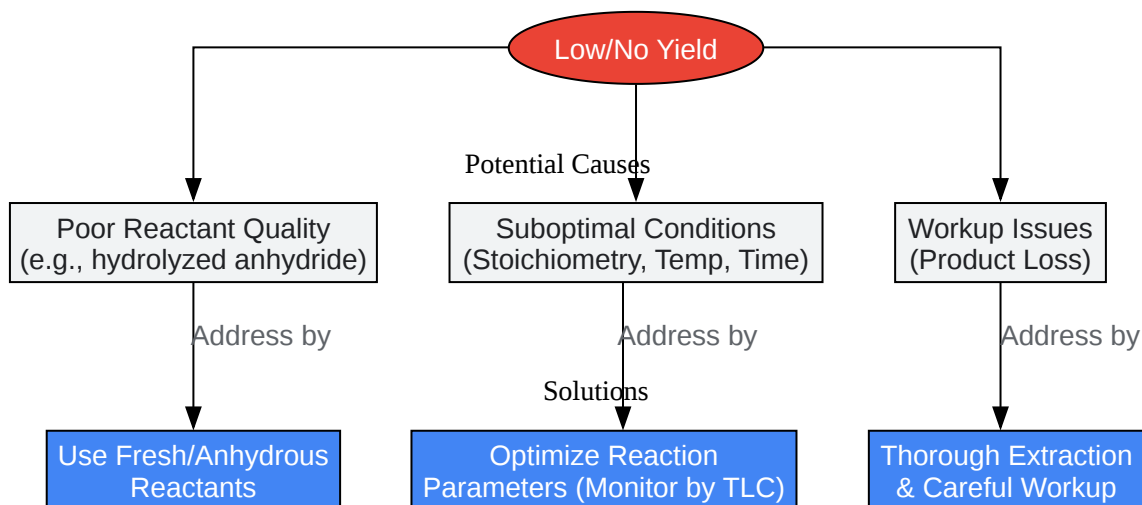 Low/No Yield
Potential Causes
Poor Reactant Quality
(e.g., hydrolyzed anhydride)
Suboptimal Conditions
(Stoichiometry, Temp, Time)
Workup Issues
(Product Loss)
Address by
Address by
Address by
Solutions
Use Fresh/Anhydrous
Reactants
Optimize Reaction
Parameters (Monitor by TLC)
Thorough Extraction
& Careful Workup